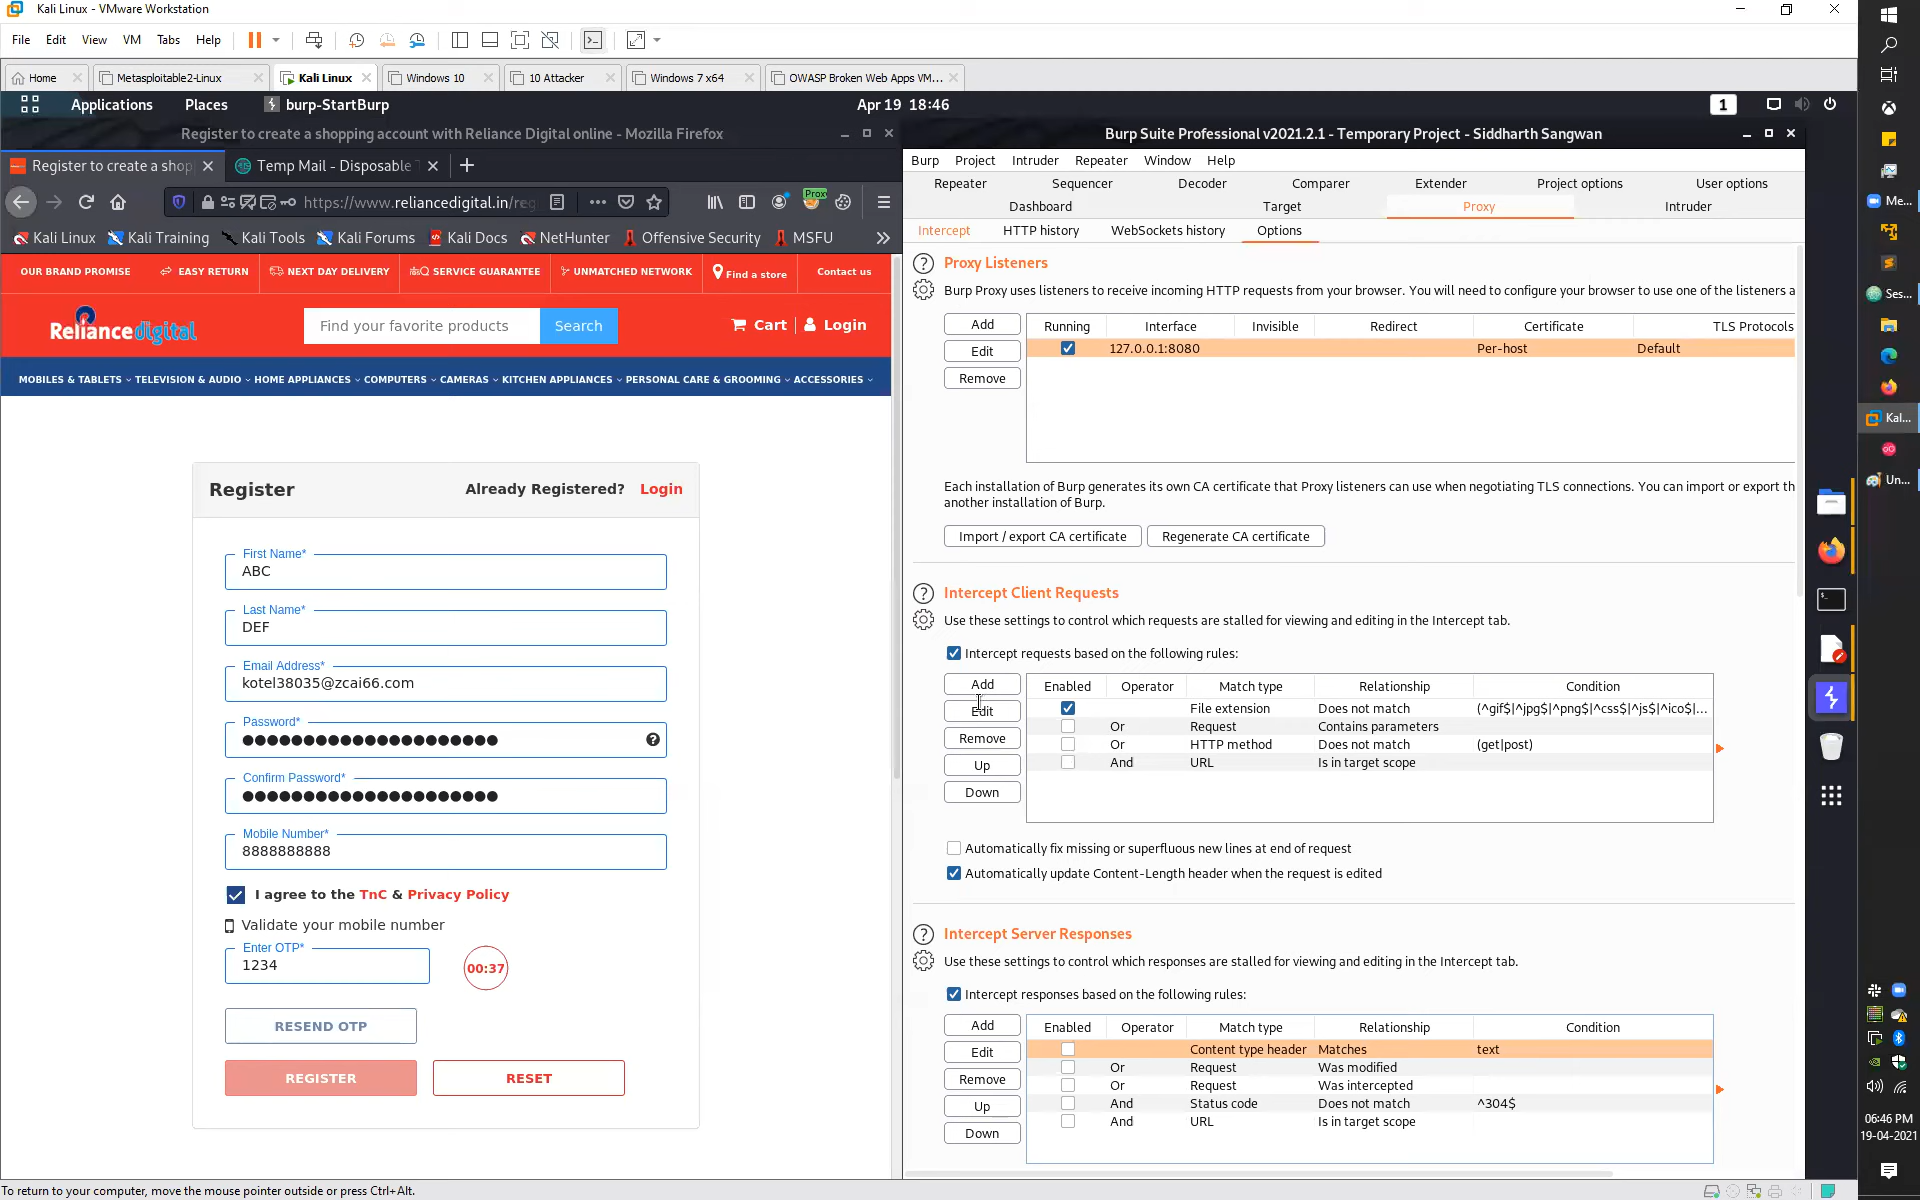 Kali Linux - VMware Workstation
File Edit View VM Tabs Help
Home Metasploitable2-Linux Kali Linux Windows 10 10 Attacker Windows 7 x64 OWASP Broken Web Apps VM...
Applications Places burp-StartBurp Apr 19 18:46 1
Register to create a shopping account with Reliance Digital online - Mozilla Firefox
Register to create a shop Temp Mail - Disposable
https://www.reliancedigital.in/reg
Proxy
Kali Linux Kali Training Kali Tools Kali Forums Kali Docs NetHunter Offensive Security MSFU
OUR BRAND PROMISE EASY RETURN NEXT DAY DELIVERY SERVICE GUARANTEE UNMATCHED NETWORK Find a store Contact us
Reliance digital Find your favorite products Search Cart Login
MOBILES & TABLETS TELEVISION & AUDIO HOME APPLIANCES COMPUTERS CAMERAS KITCHEN APPLIANCES PERSONAL CARE & GROOMING ACCESSORIES
Register Already Registered? Login
First Name*
ABC
Last Name*
DEF
Email Address*
kotel38035@zcai66.com
Password*
●●●●●●●●●●●●●●●●●●●●●
Confirm Password*
●●●●●●●●●●●●●●●●●●●●●
Mobile Number*
8888888888
I agree to the TnC & Privacy Policy
Validate your mobile number
Enter OTP*
1234
00:37
RESEND OTP
REGISTER RESET
Burp Suite Professional v2021.2.1 - Temporary Project - Siddharth Sangwan
Burp Project Intruder Repeater Window Help
Repeater Sequencer Decoder Comparer Extender Project options User options
Dashboard Target Proxy Intruder
Intercept HTTP history WebSockets history Options
Proxy Listeners
Burp Proxy uses listeners to receive incoming HTTP requests from your browser. You will need to configure your browser to use one of the listeners a
Add
Edit
Remove
Running Interface Invisible Redirect Certificate TLS Protocols
127.0.0.1:8080 Per-host Default
Each installation of Burp generates its own CA certificate that Proxy listeners can use when negotiating TLS connections. You can import or export th
another installation of Burp.
Import / export CA certificate Regenerate CA certificate
Intercept Client Requests
Use these settings to control which requests are stalled for viewing and editing in the Intercept tab.
Intercept requests based on the following rules:
Add
Edit
Remove
Up
Down
Enabled Operator Match type Relationship Condition
File extension Does not match (^gif$|^jpg$|^png$|^css$|^js$|^ico$|...
Or Request Contains parameters
Or HTTP method Does not match (get|post)
And URL Is in target scope
Automatically fix missing or superfluous new lines at end of request
Automatically update Content-Length header when the request is edited
Intercept Server Responses
Use these settings to control which responses are stalled for viewing and editing in the Intercept tab.
Intercept responses based on the following rules:
Add
Edit
Remove
Up
Down
Enabled Operator Match type Relationship Condition
Content type header Matches text
Or Request Was modified
Or Request Was intercepted
And Status code Does not match ^304$
And URL Is in target scope
Me...
Ses...
Kal...
Un...
06:46 PM
19-04-2021
To return to your computer, move the mouse pointer outside or press Ctrl+Alt.